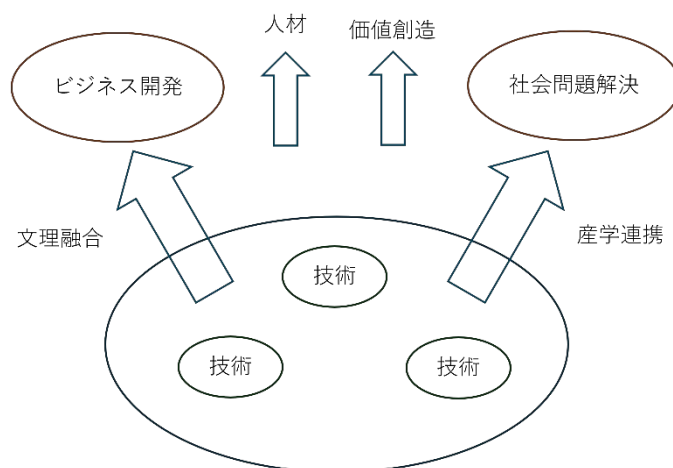 人材
価値創造
ビジネス開発
社会問題解決
文理融合
産学連携
技術
技術
技術